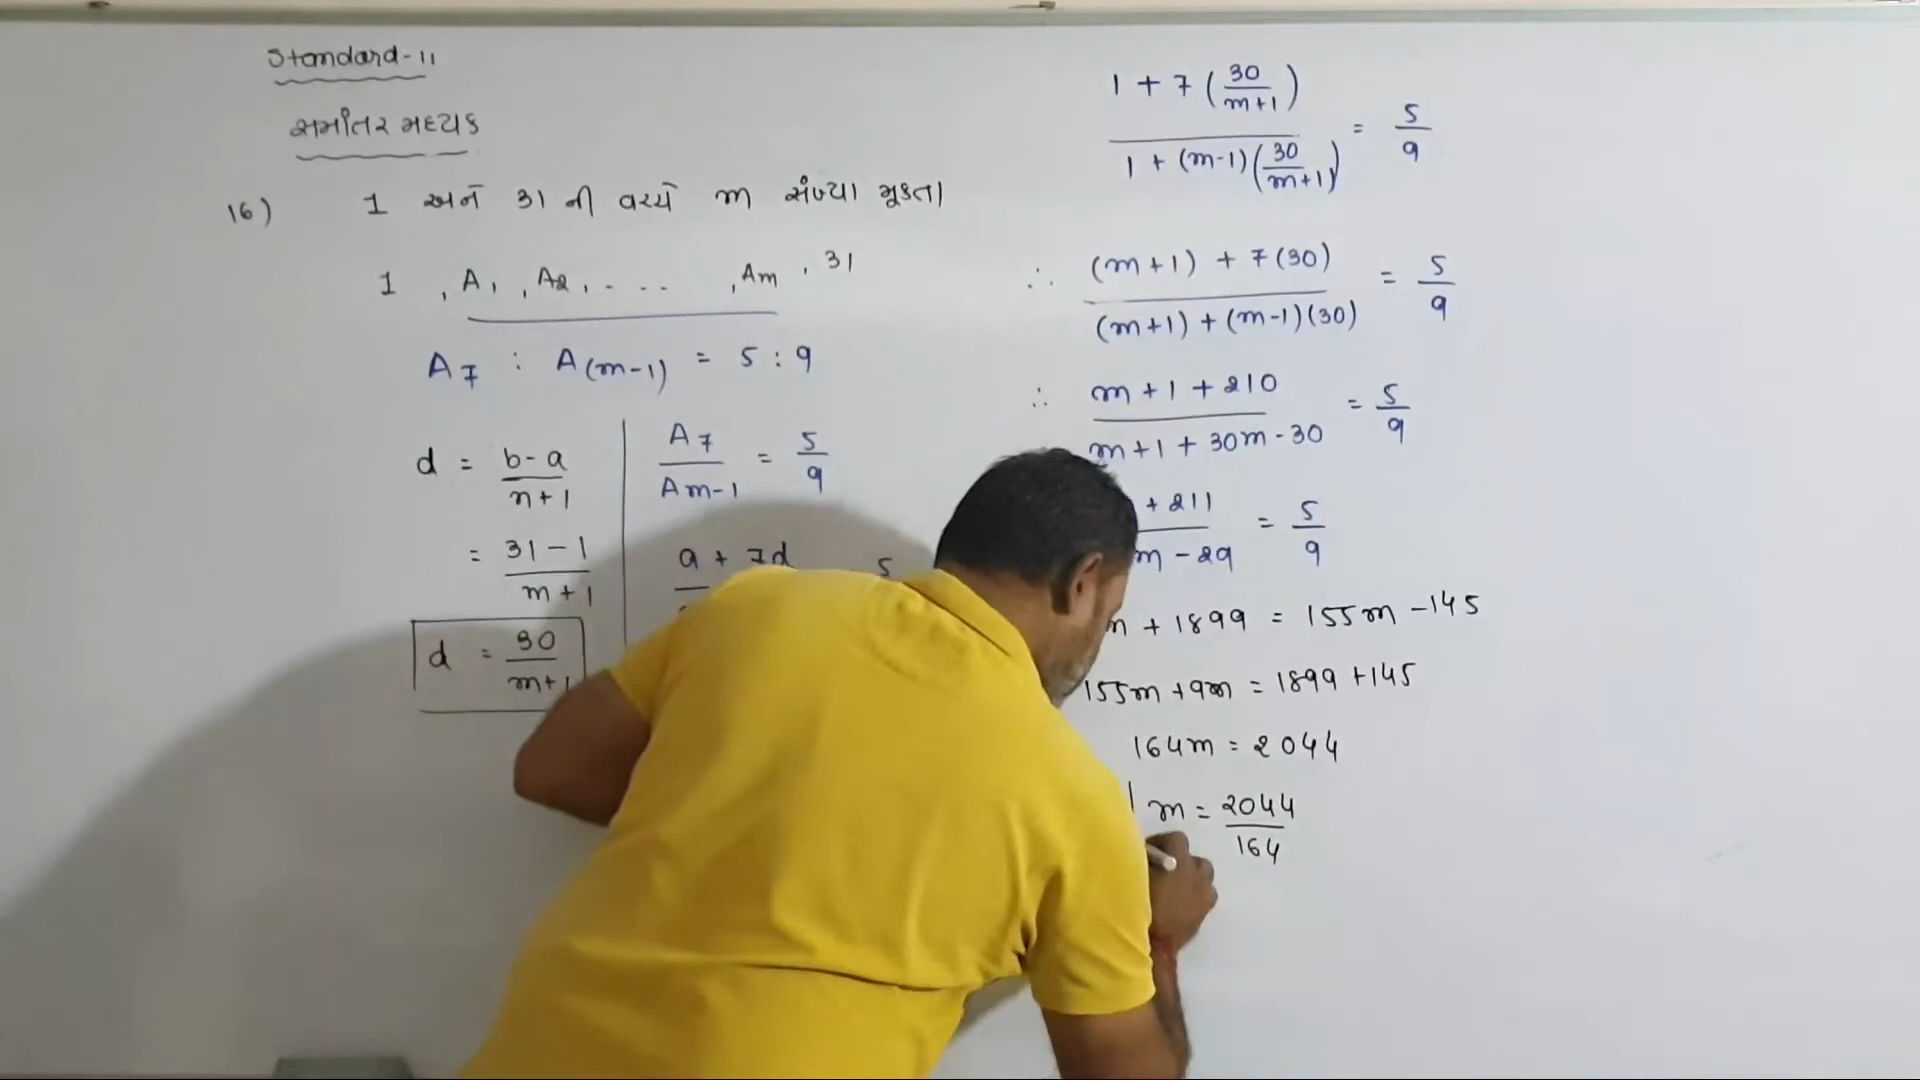 Standard-11
સમાંતર મધ્યક
16) 1 અને 31 ની વચ્ચે m સંખ્યા મૂકતા
1 , A1 , A2 , . - .. , Am , 31
A7 : A(m-1) = 5 : 9
d = b-a / n+1
= 31-1 / m+1
d = 30 / m+1
A7 / Am-1 = 5/9
a + 7d
5
1 + 7 (30/m+1) / 1 + (m-1)(30/m+1) = 5/9
∴ (m+1) + 7(30) / (m+1) + (m-1)(30) = 5/9
∴ m+1+210 / m+1+30m-30 = 5/9
+211 / m-29 = 5/9
m + 1899 = 155m - 145
155m + 9m = 1899 + 145
164m = 2044
m = 2044 / 164